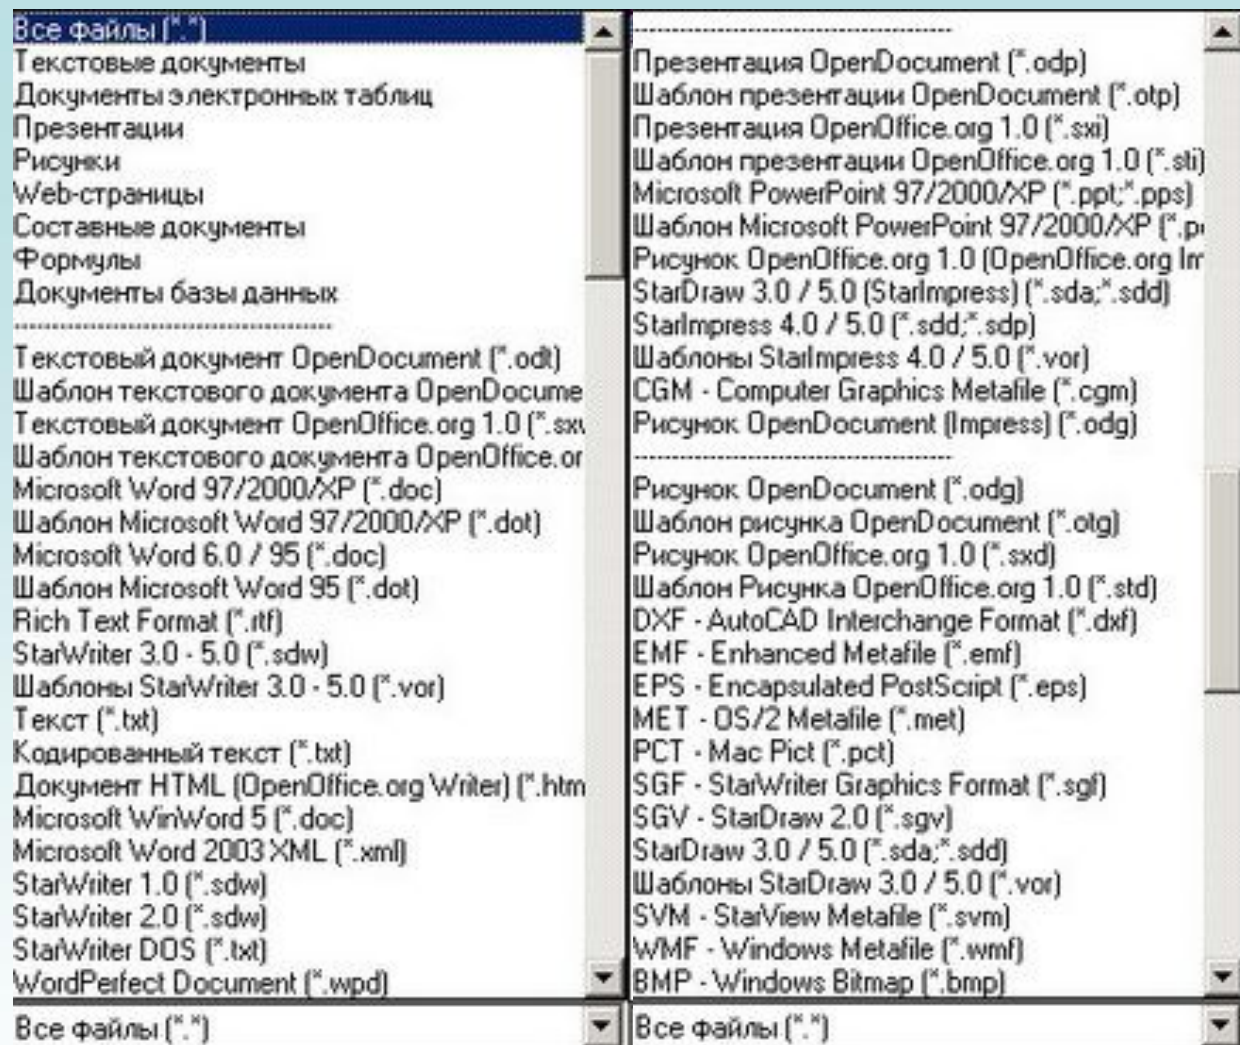 Все файлы (*.*)
Текстовые документы
Документы электронных таблиц
Презентации
Рисунки
Web-страницы
Составные документы
Формулы
Документы базы данных
--------------------------------------------
Текстовый документ OpenDocument (*.odt)
Шаблон текстового документа OpenDocume
Текстовый документ OpenOffice.org 1.0 (*.sxw
Шаблон текстового документа OpenOffice.or
Microsoft Word 97/2000/XP (*.doc)
Шаблон Microsoft Word 97/2000/XP (*.dot)
Microsoft Word 6.0 / 95 (*.doc)
Шаблон Microsoft Word 95 (*.dot)
Rich Text Format (*.rtf)
StarWriter 3.0 - 5.0 (*.sdw)
Шаблоны StarWriter 3.0 - 5.0 (*.vor)
Текст (*.txt)
Кодированный текст (*.txt)
Документ HTML (OpenOffice.org Writer) (*.htm
Microsoft WinWord 5 (*.doc)
Microsoft Word 2003 XML (*.xml)
StarWriter 1.0 (*.sdw)
StarWriter 2.0 (*.sdw)
StarWriter DOS (*.txt)
WordPerfect Document (*.wpd)
Все файлы (*.*)
--------------------------------------------
Презентация OpenDocument (*.odp)
Шаблон презентации OpenDocument (*.otp)
Презентация OpenOffice.org 1.0 (*.sxi)
Шаблон презентации OpenOffice.org 1.0 (*.sti)
Microsoft PowerPoint 97/2000/XP (*.ppt;*.pps)
Шаблон Microsoft PowerPoint 97/2000/XP (*.p
Рисунок OpenOffice.org 1.0 (OpenOffice.org Im
StarDraw 3.0 / 5.0 (StarImpress) (*.sda;*.sdd)
StarImpress 4.0 / 5.0 (*.sdd;*.sdp)
Шаблоны StarImpress 4.0 / 5.0 (*.vor)
CGM - Computer Graphics Metafile (*.cgm)
Рисунок OpenDocument (Impress) (*.odg)
--------------------------------------------
Рисунок OpenDocument (*.odg)
Шаблон рисунка OpenDocument (*.otg)
Рисунок OpenOffice.org 1.0 (*.sxd)
Шаблон Рисунка OpenOffice.org 1.0 (*.std)
DXF - AutoCAD Interchange Format (*.dxf)
EMF - Enhanced Metafile (*.emf)
EPS - Encapsulated PostScript (*.eps)
MET - OS/2 Metafile (*.met)
PCT - Mac Pict (*.pct)
SGF - StarWriter Graphics Format (*.sgf)
SGV - StarDraw 2.0 (*.sgv)
StarDraw 3.0 / 5.0 (*.sda;*.sdd)
Шаблоны StarDraw 3.0 / 5.0 (*.vor)
SVM - StarView Metafile (*.svm)
WMF - Windows Metafile (*.wmf)
BMP - Windows Bitmap (*.bmp)
Все файлы (*.*)